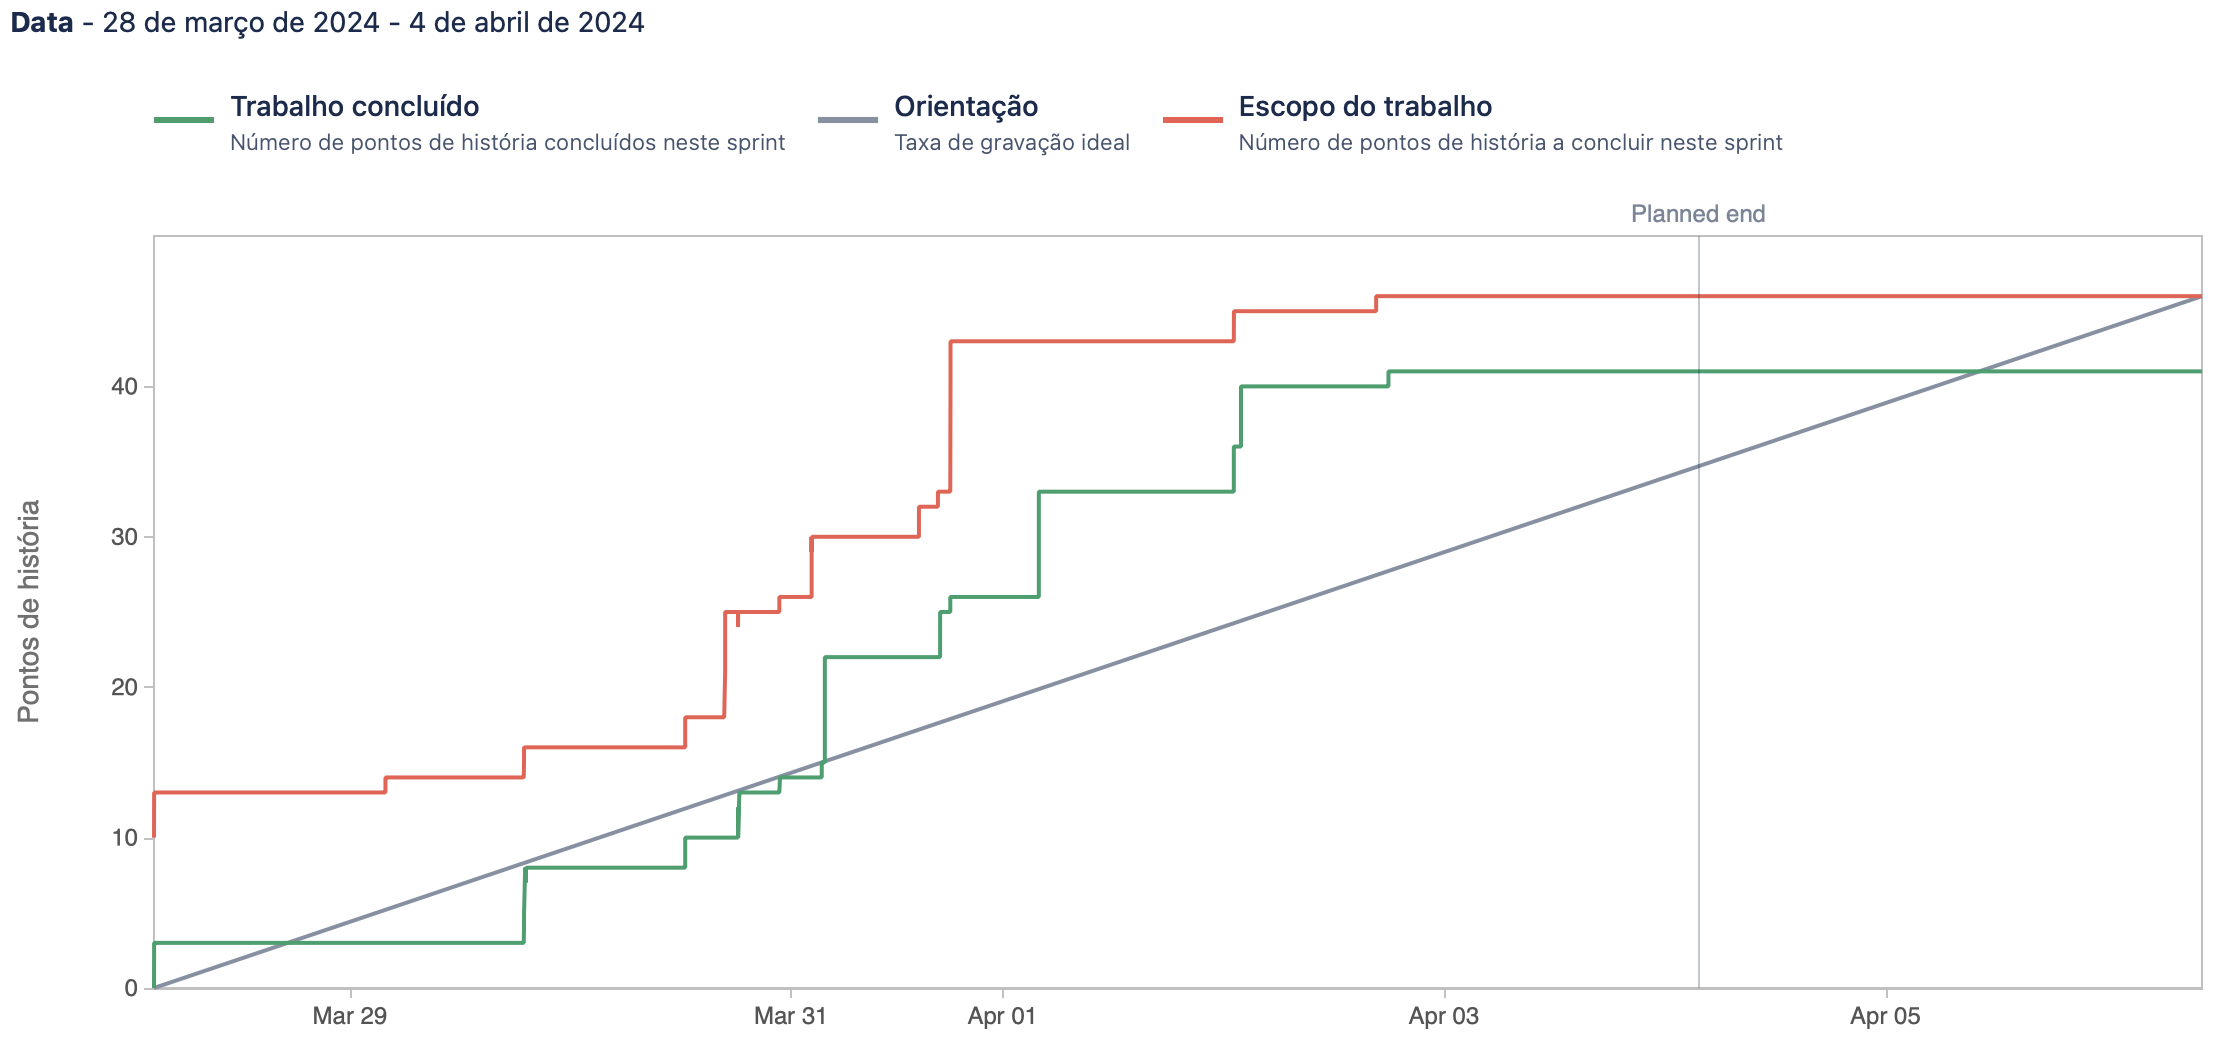 Data - 28 de março de 2024 - 4 de abril de 2024
Trabalho concluído
Número de pontos de história concluídos neste sprint
Orientação
Taxa de gravação ideal
Escopo do trabalho
Número de pontos de história a concluir neste sprint
Planned end
Pontos de história
40
30
20
10
0
Mar 29
Mar 31
Apr 01
Apr 03
Apr 05